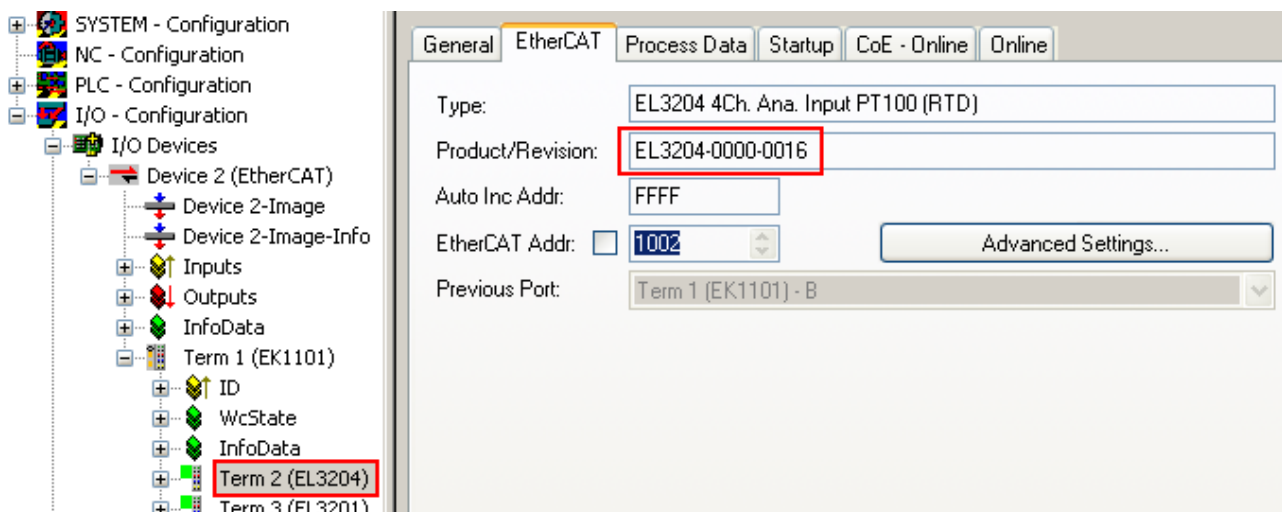 SYSTEM - Configuration
NC - Configuration
PLC - Configuration
I/O - Configuration
I/O Devices
Device 2 (EtherCAT)
Device 2-Image
Device 2-Image-Info
Inputs
Outputs
InfoData
Term 1 (EK1101)
ID
WcState
InfoData
Term 2 (EL3204)
Term 3 (EL3201)
General EtherCAT Process Data Startup CoE - Online Online
Type: EL3204 4Ch. Ana. Input PT100 (RTD)
Product/Revision: EL3204-0000-0016
Auto Inc Addr: FFFF
EtherCAT Addr: 1002 Advanced Settings...
Previous Port: Term 1 (EK1101) - B